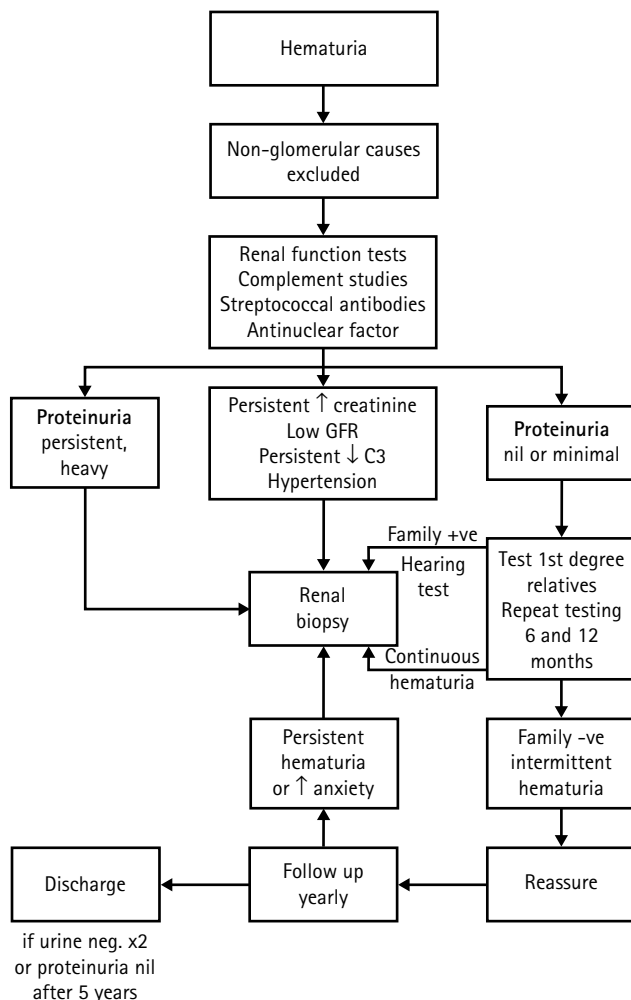 Hematuria
Non-glomerular causes
excluded
Renal function tests
Complement studies
Streptococcal antibodies
Antinuclear factor
Proteinuria
persistent,
heavy
Persistent ↑ creatinine
Low GFR
Persistent ↓ C3
Hypertension
Proteinuria
nil or minimal
Family +ve
Hearing
test
Renal
biopsy
Continuous
hematuria
Test 1st degree
relatives
Repeat testing
6 and 12
months
Persistent
hematuria
or ↑ anxiety
Family -ve
intermittent
hematuria
Discharge
Follow up
yearly
Reassure
if urine neg. x2
or proteinuria nil
after 5 years